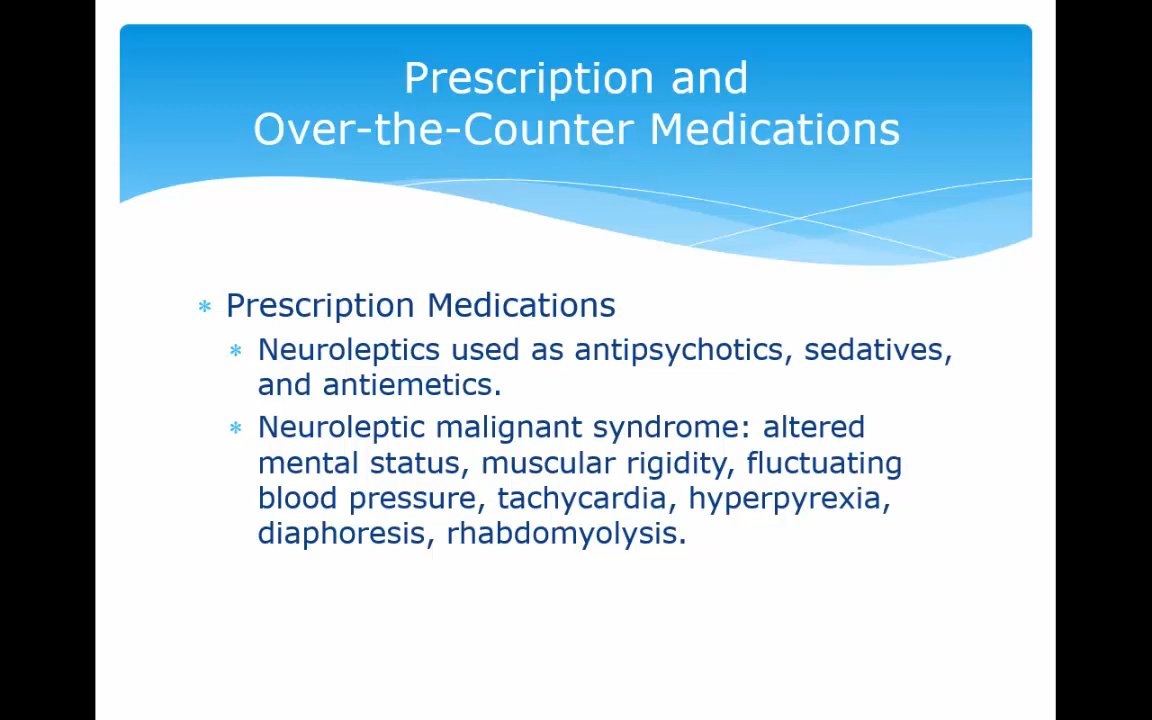 Prescription and
Over-the-Counter Medications
* Prescription Medications
* Neuroleptics used as antipsychotics, sedatives,
and antiemetics.
* Neuroleptic malignant syndrome: altered
mental status, muscular rigidity, fluctuating
blood pressure, tachycardia, hyperpyrexia,
diaphoresis, rhabdomyolysis.